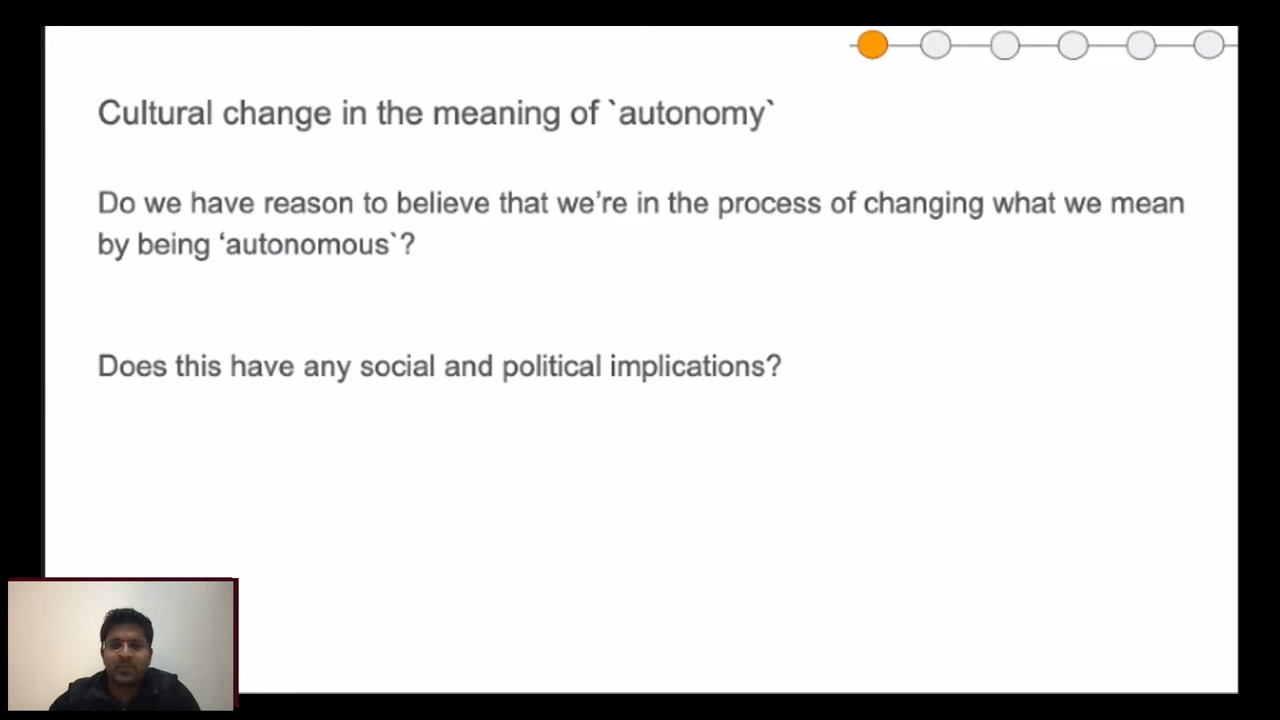 Cultural change in the meaning of `autonomy`
Do we have reason to believe that we’re in the process of changing what we mean
by being ‘autonomous`?
Does this have any social and political implications?